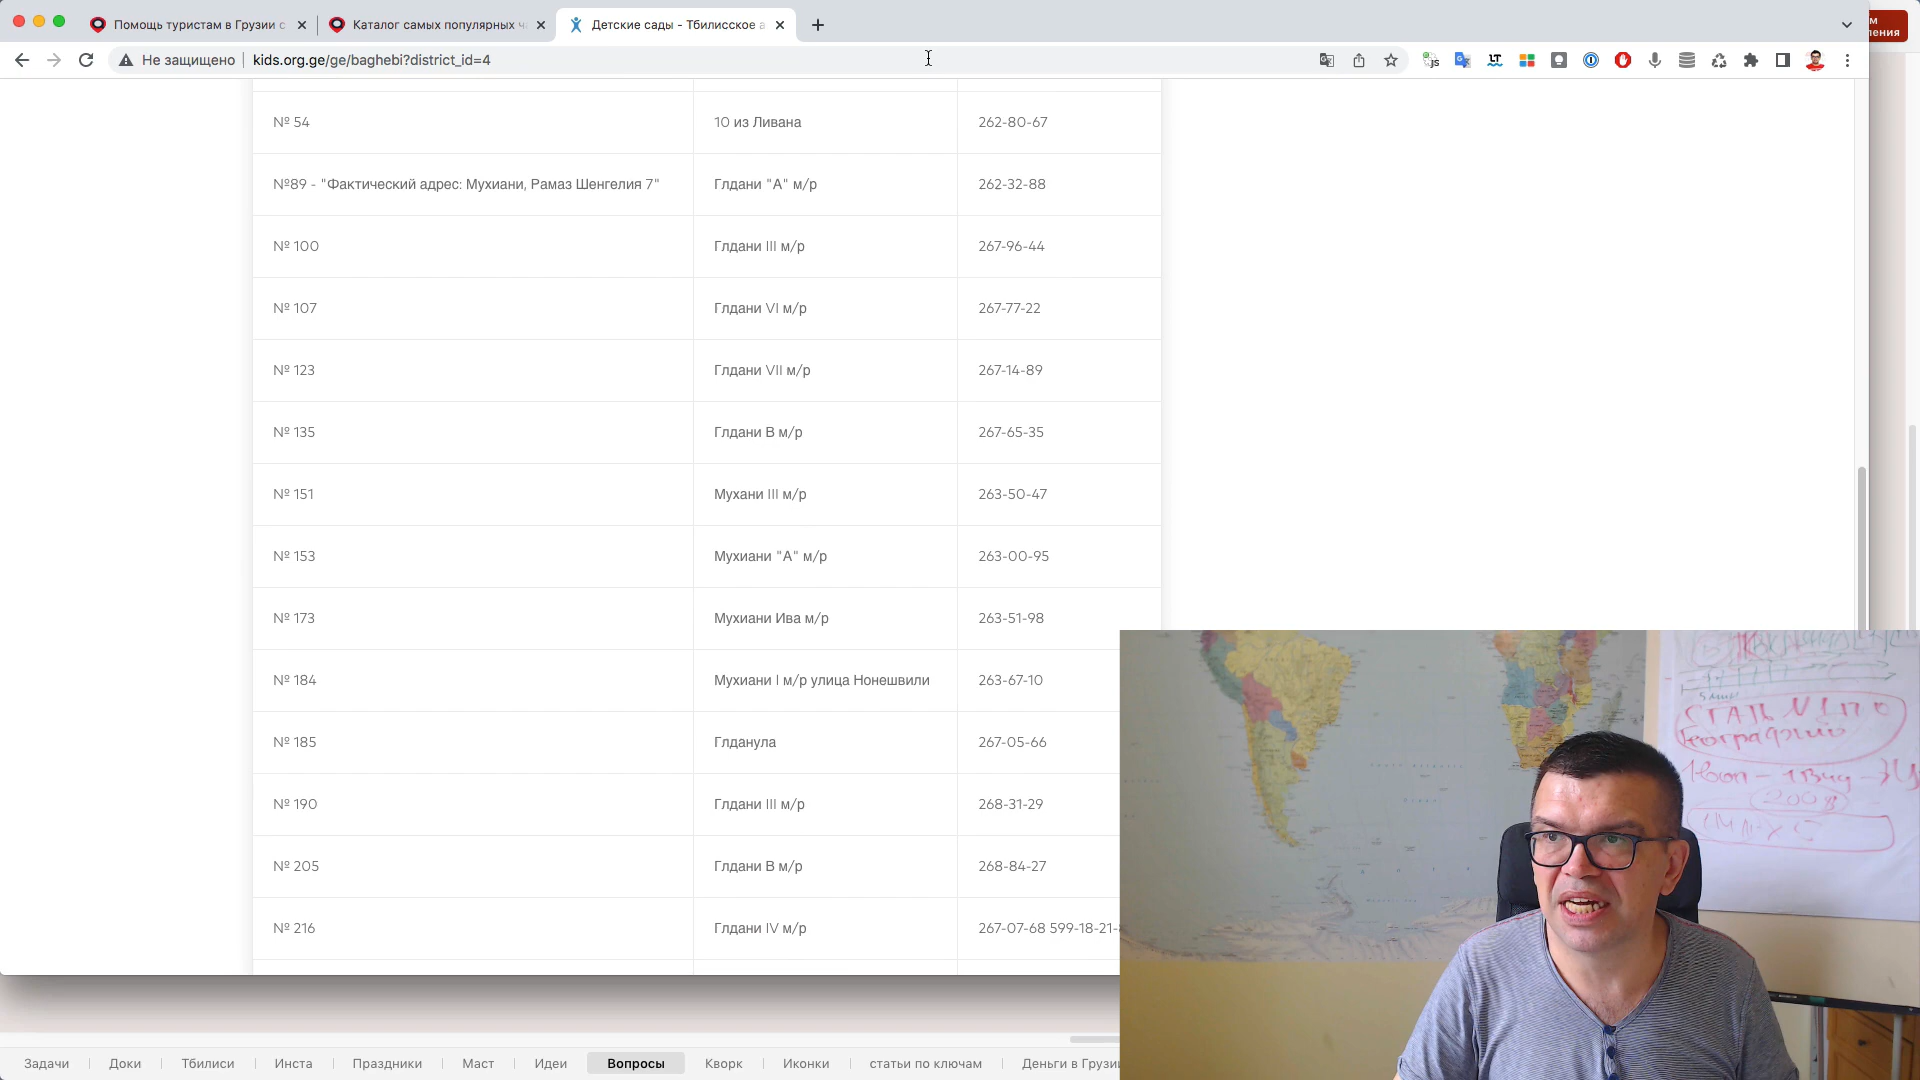 Помощь туристам в Грузии с
Каталог самых популярных ча
Детские сады - Тбилисское а
Не защищено
kids.org.ge/ge/baghebi?district_id=4
№ 54
10 из Ливана
262-80-67
№89 - "Фактический адрес: Мухиани, Рамаз Шенгелия 7"
Глдани "А" м/р
262-32-88
№ 100
Глдани III м/р
267-96-44
№ 107
Глдани VI м/р
267-77-22
№ 123
Глдани VII м/р
267-14-89
№ 135
Глдани В м/р
267-65-35
№ 151
Мухани III м/р
263-50-47
№ 153
Мухиани "А" м/р
263-00-95
№ 173
Мухиани Ива м/р
263-51-98
№ 184
Мухиани I м/р улица Нонешвили
263-67-10
№ 185
Глданула
267-05-66
№ 190
Глдани III м/р
268-31-29
№ 205
Глдани В м/р
268-84-27
№ 216
Глдани IV м/р
267-07-68 599-18-21-
СТАТЬ
географий
200$
Задачи
Доки
Тбилиси
Инста
Праздники
Маст
Идеи
Вопросы
Кворк
Иконки
статьи по ключам
Деньги в Грузии